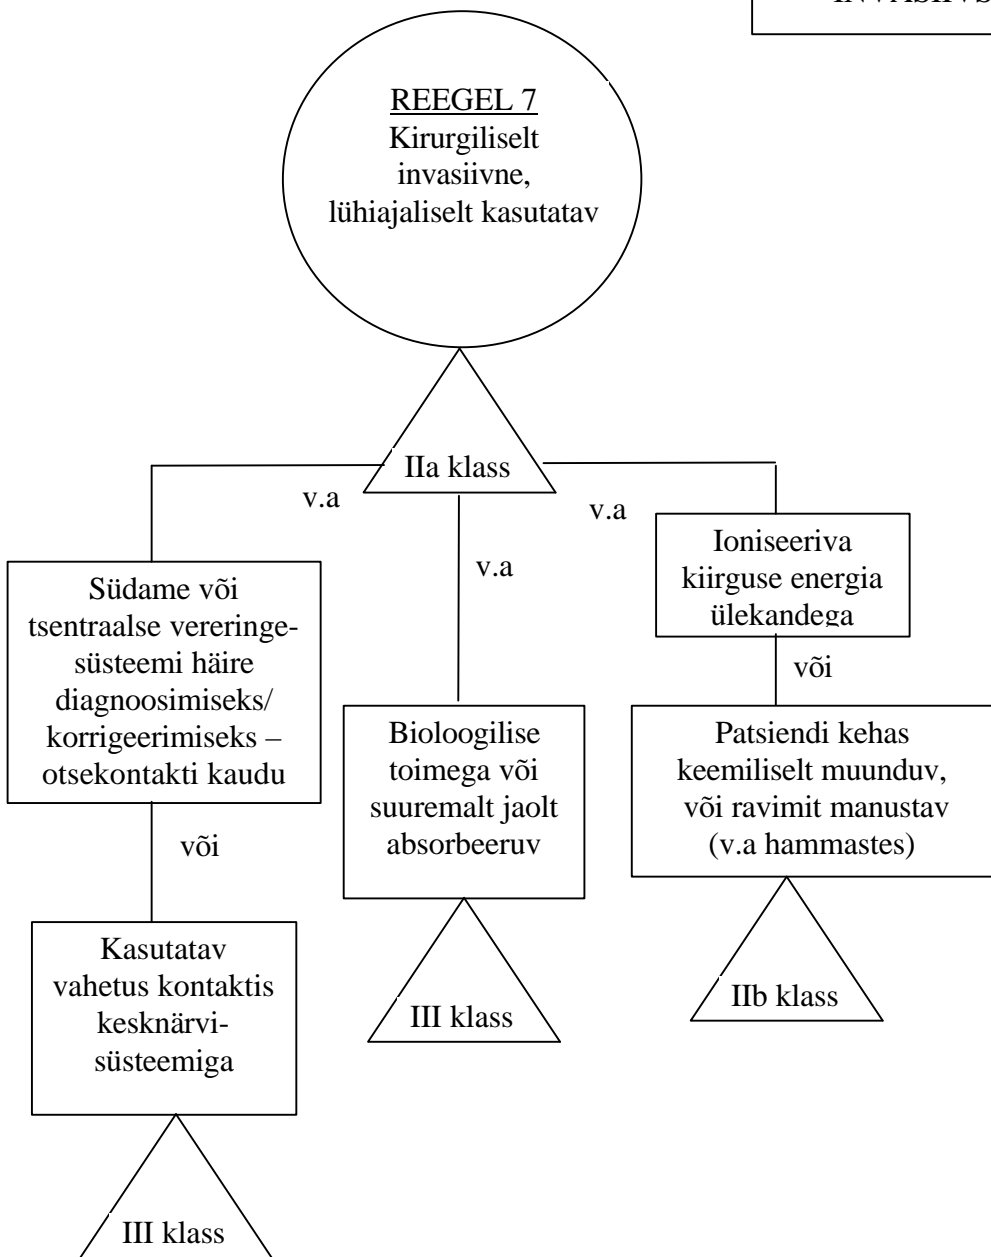 REEGEL 7
Kirurgiliselt
invasiivne,
lühiajaliselt kasutatav
IIa klass
v.a
v.a
v.a
Südame või
tsentraalse vereringe-
süsteemi häire
diagnoosimiseks/
korrigeerimiseks –
otsekontakti kaudu
või
Kasutatav
vahetus kontaktis
kesknärvi-
süsteemiga
III klass
Bioloogilise
toimega või
suuremalt jaolt
absorbeeruv
III klass
Ioniseeriva
kiirguse energia
ülekandega
või
Patsiendi kehas
keemiliselt muunduv,
või ravimit manustav
(v.a hammastes)
IIb klass